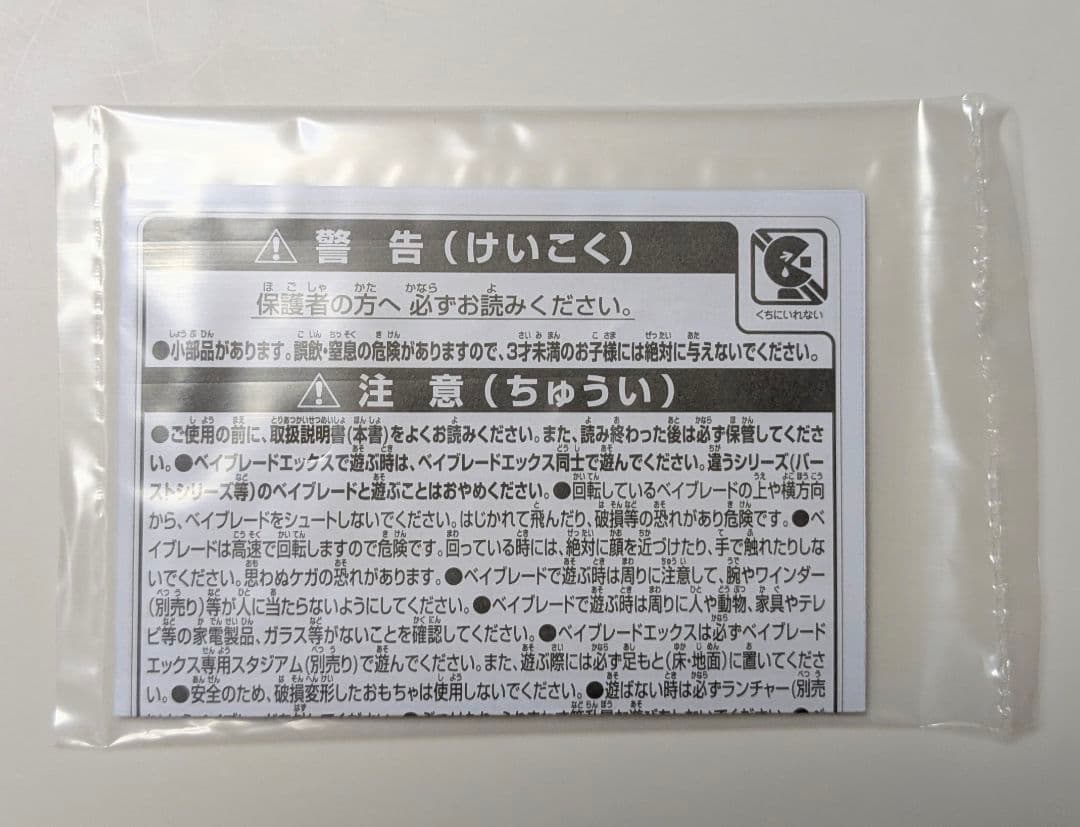 警告(けいこく)
保護者の方へ 必ずお読みください。
くちにいれない
●小部品があります。誤飲・窒息の危険がありますので、3才未満のお子様には絶対に与えないでください。
注意(ちゅうい)
●ご使用の前に、取扱説明書(本書)をよくお読みください。また、読み終わった後は必ず保管してくださ
い。●ベイブレードエックスで遊ぶ時は、ベイブレードエックス同士で遊んでください。違うシリーズ(バー
ストシリーズ等)のベイブレードと遊ぶことはおやめください。●回転しているベイブレードの上や横方向
から、ベイブレードをシュートしないでください。はじかれて飛んだり、破損等の恐れがあり危険です。●ベ
イブレードは高速で回転しますので危険です。回っている時には、絶対に顔を近づけたり、手で触れたりしな
いでください。思わぬケガの恐れがあります。●ベイブレードで遊ぶ時は周りに注意して、腕やワインダー
(別売り)等が人に当たらないようにしてください。●ベイブレードで遊ぶ時は周りに人や動物、家具やテレ
ビ等の家電製品、ガラス等がないことを確認してください。●ベイブレードエックスは必ずベイブレード
エックス専用スタジアム(別売り)で遊んでください。また、遊ぶ際には必ず足もと(床・地面)に置いてくださ
い。●安全のため、破損変形したおもちゃは使用しないでください。●遊ばない時は必ずランチャー(別売